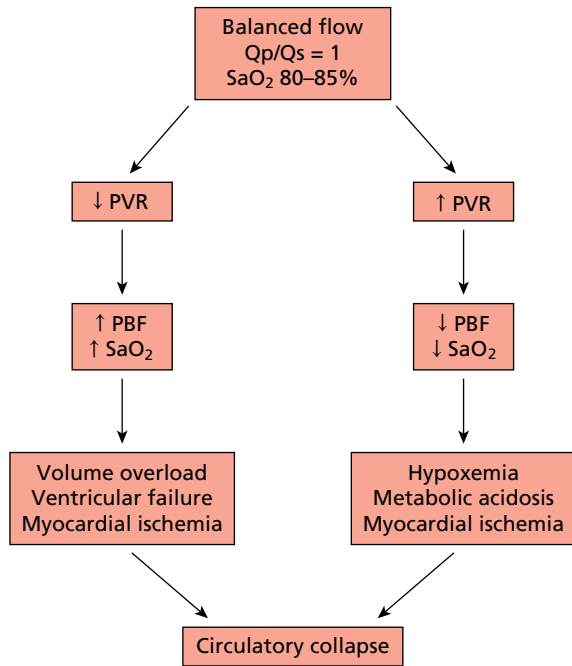 Balanced flow
Qp/Qs = 1
SaO₂ 80–85%
↓ PVR
↑ PVR
↑ PBF
↑ SaO₂
↓ PBF
↓ SaO₂
Volume overload
Ventricular failure
Myocardial ischemia
Hypoxemia
Metabolic acidosis
Myocardial ischemia
Circulatory collapse